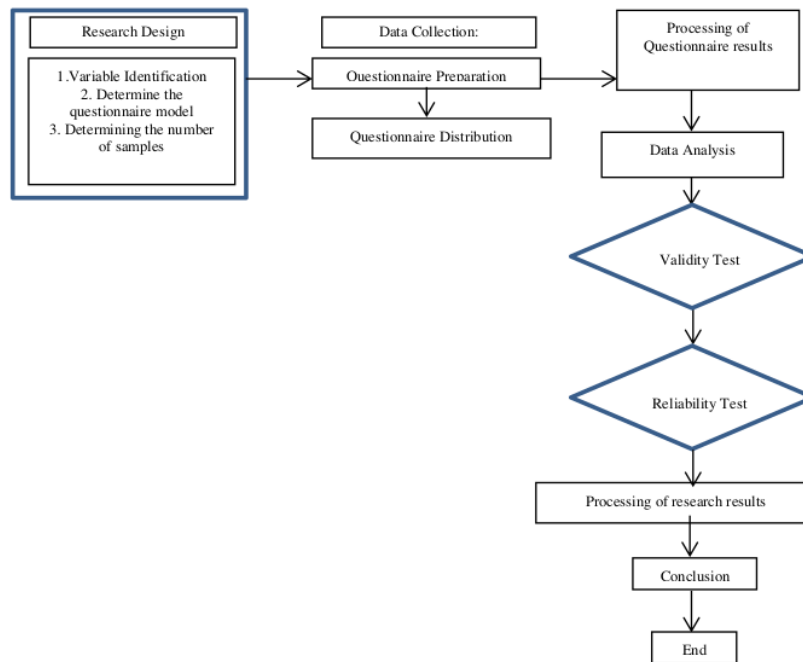 Research Design
1.Variable Identification
2. Determine the
questionnaire model
3. Determining the number
of samples
Data Collection:
Questionnaire Preparation
Questionnaire Distribution
Processing of
Questionnaire results
Data Analysis
Validity Test
Reliability Test
Processing of research results
Conclusion
End